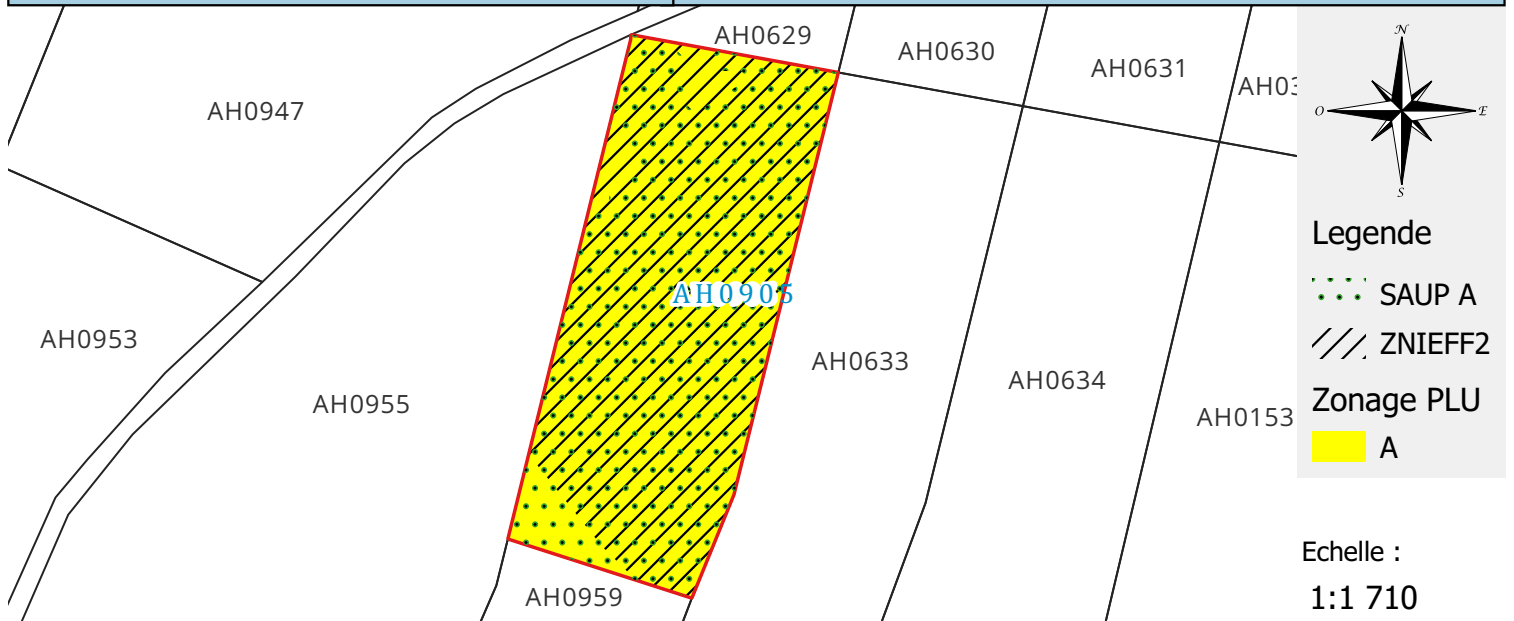 AH0629
AH0630
AH0631
AH03
AH0947
N
O
E
S
Legende
SAUP A
ZNIEFF2
Zonage PLU
A
AH0905
AH0953
AH0955
AH0633
AH0634
AH0153
AH0959
Echelle :
1:1 710